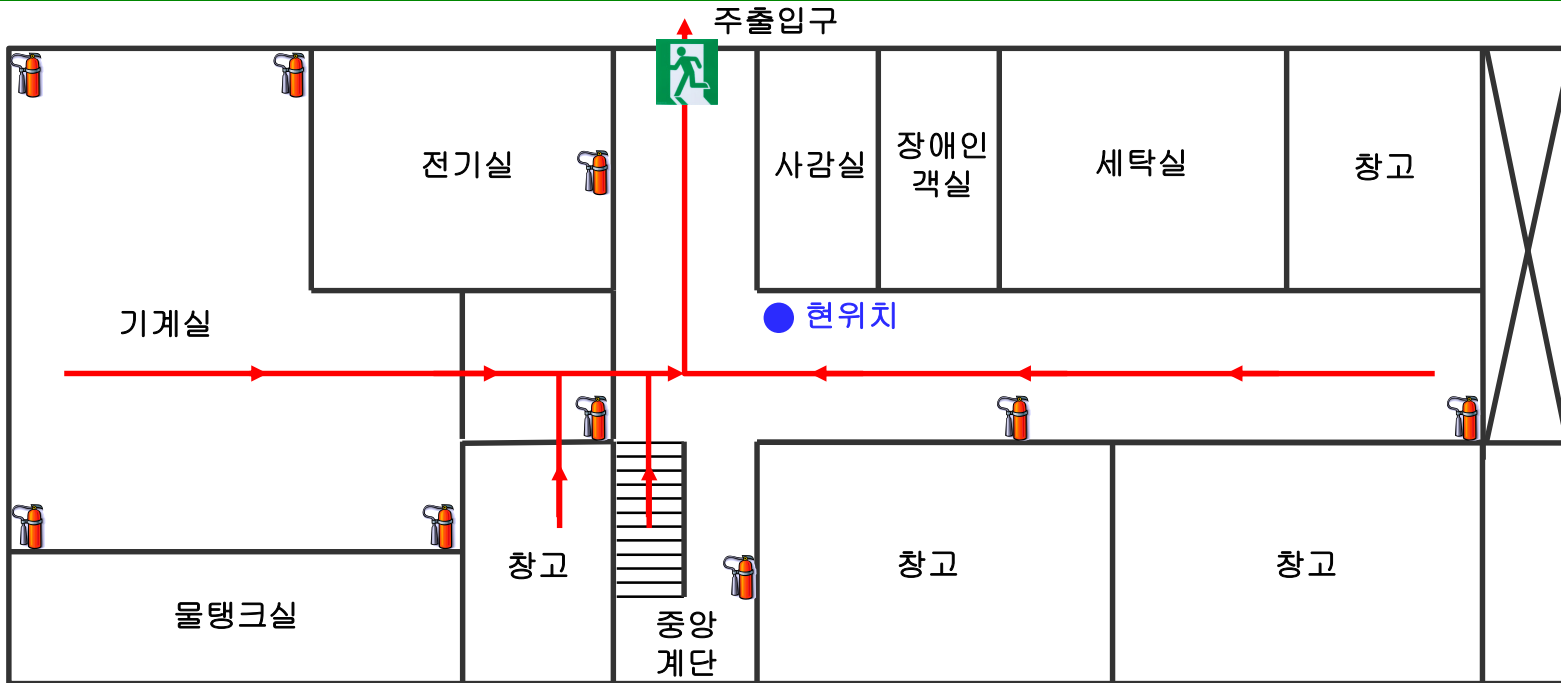 주출입구
전기실
사감실
장애인
객실
세탁실
창고
기계실
현위치
창고
창고
창고
물탱크실
중앙
계단